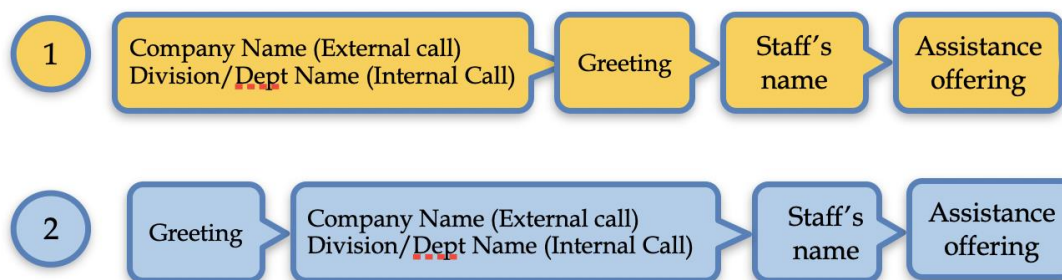 1
Company Name (External call)
Division/Dept Name (Internal Call)
Greeting
Staff's
name
Assistance
offering
2
Greeting
Company Name (External call)
Division/Dept Name (Internal Call)
Staff's
name
Assistance
offering